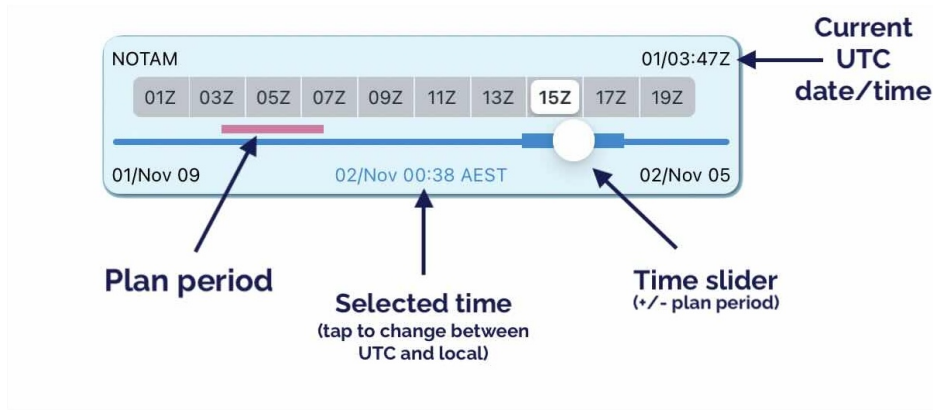 Current
UTC
date/time
NOTAM 01/03:47Z
01Z 03Z 05Z 07Z 09Z 11Z 13Z 15Z 17Z 19Z
01/Nov 09 02/Nov 00:38 AEST 02/Nov 05
Plan period
Selected time
(tap to change between
UTC and local)
Time slider
(+/- plan period)